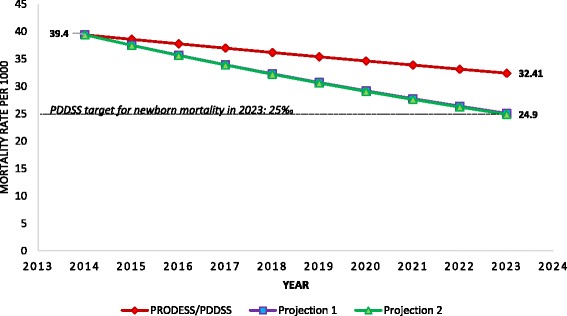 45
40
35
30
25
20
15
10
5
0
MORTALITY RATE PER 1000
39.4
32.41
24.9
PDDSS target for newborn mortality in 2023: 25‰
2013 2014 2015 2016 2017 2018 2019 2020 2021 2022 2023 2024
YEAR
PRODESS/PDDSS Projection 1 Projection 2